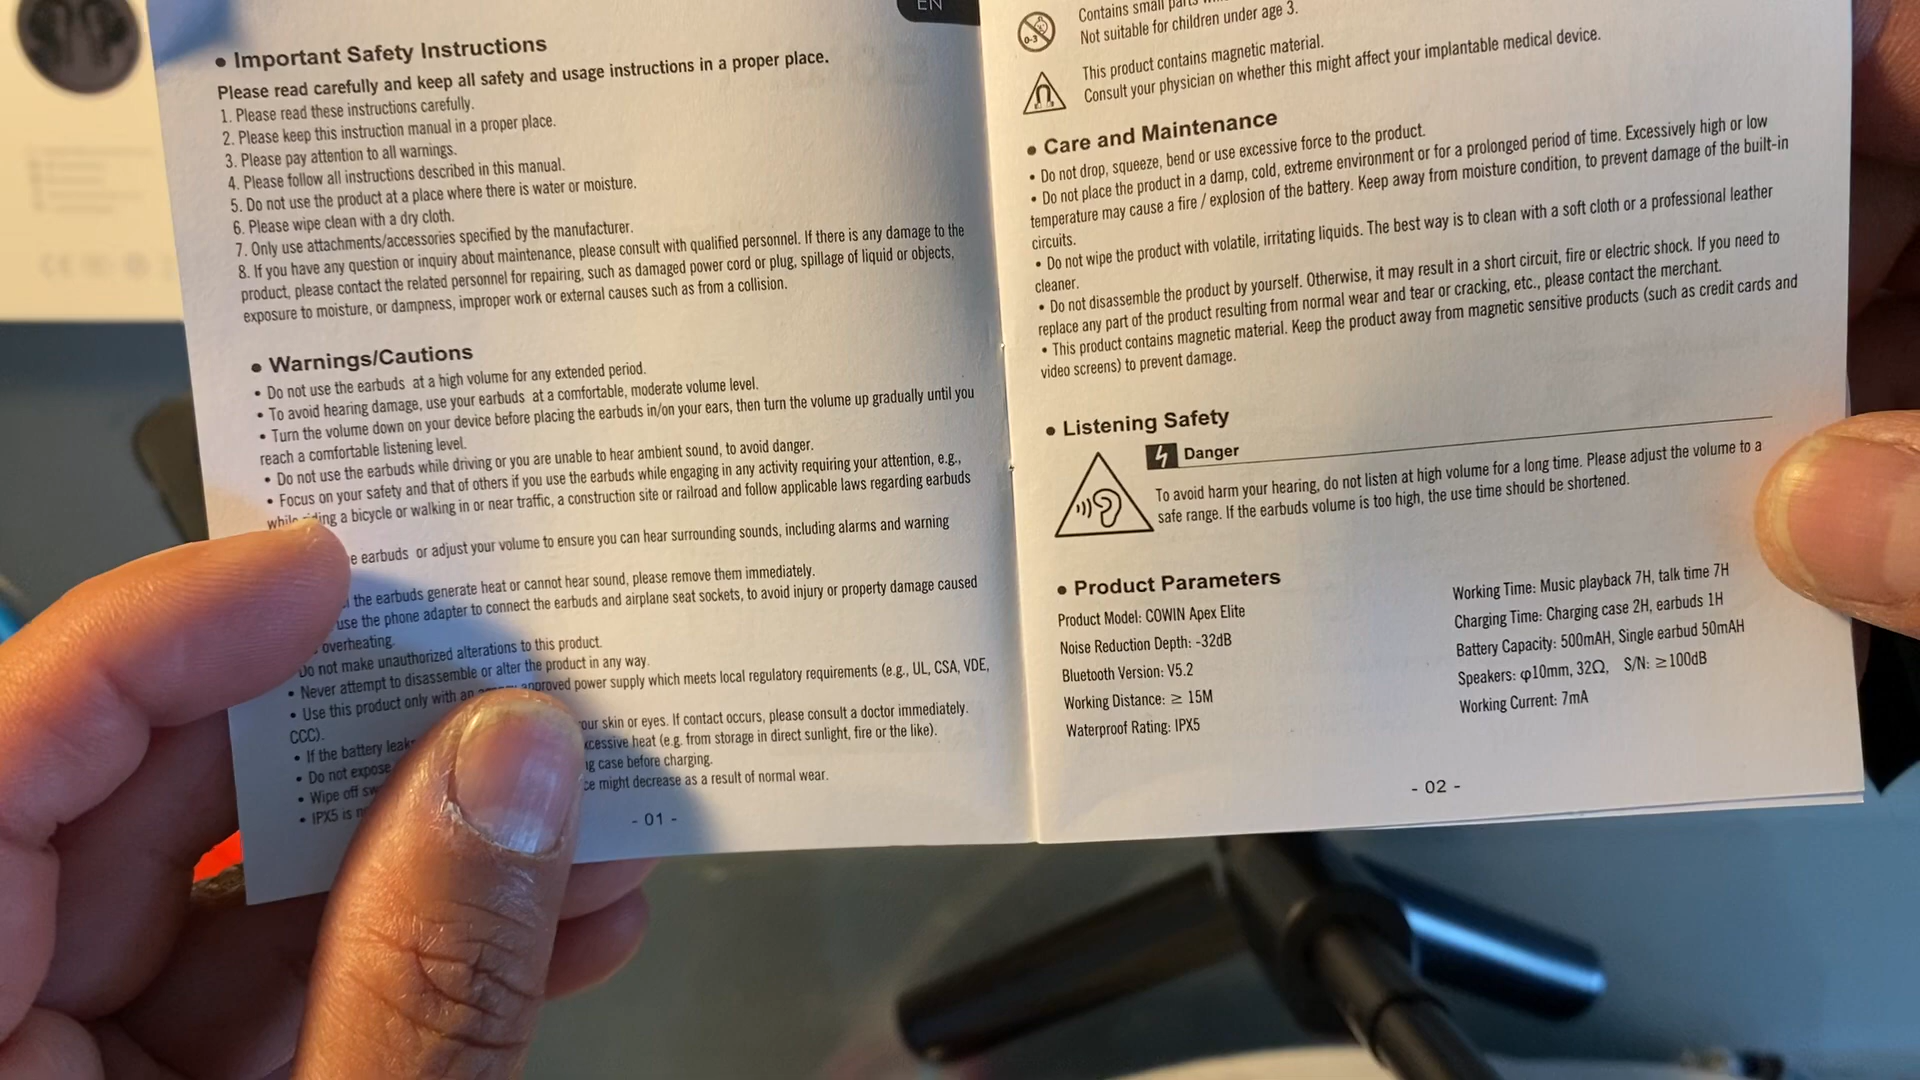 EN
• Important Safety Instructions
Please read carefully and keep all safety and usage instructions in a proper place.
1. Please read these instructions carefully.
2. Please keep this instruction manual in a proper place.
3. Please pay attention to all warnings.
4. Please follow all instructions described in this manual.
5. Do not use the product at a place where there is water or moisture.
6. Please wipe clean with a dry cloth.
7. Only use attachments/accessories specified by the manufacturer.
8. If you have any question or inquiry about maintenance, please consult with qualified personnel. If there is any damage to the
product, please contact the related personnel for repairing, such as damaged power cord or plug, spillage of liquid or objects,
exposure to moisture, or dampness, improper work or external causes such as from a collision.
• Warnings/Cautions
• Do not use the earbuds at a high volume for any extended period.
• To avoid hearing damage, use your earbuds at a comfortable, moderate volume level.
• Turn the volume down on your device before placing the earbuds in/on your ears, then turn the volume up gradually until you
reach a comfortable listening level.
• Do not use the earbuds while driving or you are unable to hear ambient sound, to avoid danger.
• Focus on your safety and that of others if you use the earbuds while engaging in any activity requiring your attention, e.g.,
while riding a bicycle or walking in or near traffic, a construction site or railroad and follow applicable laws regarding earbuds
earbuds or adjust your volume to ensure you can hear surrounding sounds, including alarms and warning
the earbuds generate heat or cannot hear sound, please remove them immediately.
use the phone adapter to connect the earbuds and airplane seat sockets, to avoid injury or property damage caused
overheating.
Do not make unauthorized alterations to this product.
• Never attempt to disassemble or alter the product in any way.
• Use this product only with an approved power supply which meets local regulatory requirements (e.g., UL, CSA, VDE,
CCC).
• If the battery leaks your skin or eyes. If contact occurs, please consult a doctor immediately.
• Do not expose excessive heat (e.g. from storage in direct sunlight, fire or the like).
• Wipe off case before charging.
• IPX5 is might decrease as a result of normal wear.
- 01 -
Contains small parts
Not suitable for children under age 3.
0-3
This product contains magnetic material.
Consult your physician on whether this might affect your implantable medical device.
• Care and Maintenance
• Do not drop, squeeze, bend or use excessive force to the product.
• Do not place the product in a damp, cold, extreme environment or for a prolonged period of time. Excessively high or low
temperature may cause a fire / explosion of the battery. Keep away from moisture condition, to prevent damage of the built-in
circuits.
• Do not wipe the product with volatile, irritating liquids. The best way is to clean with a soft cloth or a professional leather
cleaner.
• Do not disassemble the product by yourself. Otherwise, it may result in a short circuit, fire or electric shock. If you need to
replace any part of the product resulting from normal wear and tear or cracking, etc., please contact the merchant.
• This product contains magnetic material. Keep the product away from magnetic sensitive products (such as credit cards and
video screens) to prevent damage.
• Listening Safety
Danger
To avoid harm your hearing, do not listen at high volume for a long time. Please adjust the volume to a
safe range. If the earbuds volume is too high, the use time should be shortened.
• Product Parameters
Product Model: COWIN Apex Elite
Noise Reduction Depth: -32dB
Bluetooth Version: V5.2
Working Distance: ≥ 15M
Waterproof Rating: IPX5
Working Time: Music playback 7H, talk time 7H
Charging Time: Charging case 2H, earbuds 1H
Battery Capacity: 500mAH, Single earbud 50mAH
Speakers: φ10mm, 32Ω, S/N: ≥100dB
Working Current: 7mA
- 02 -